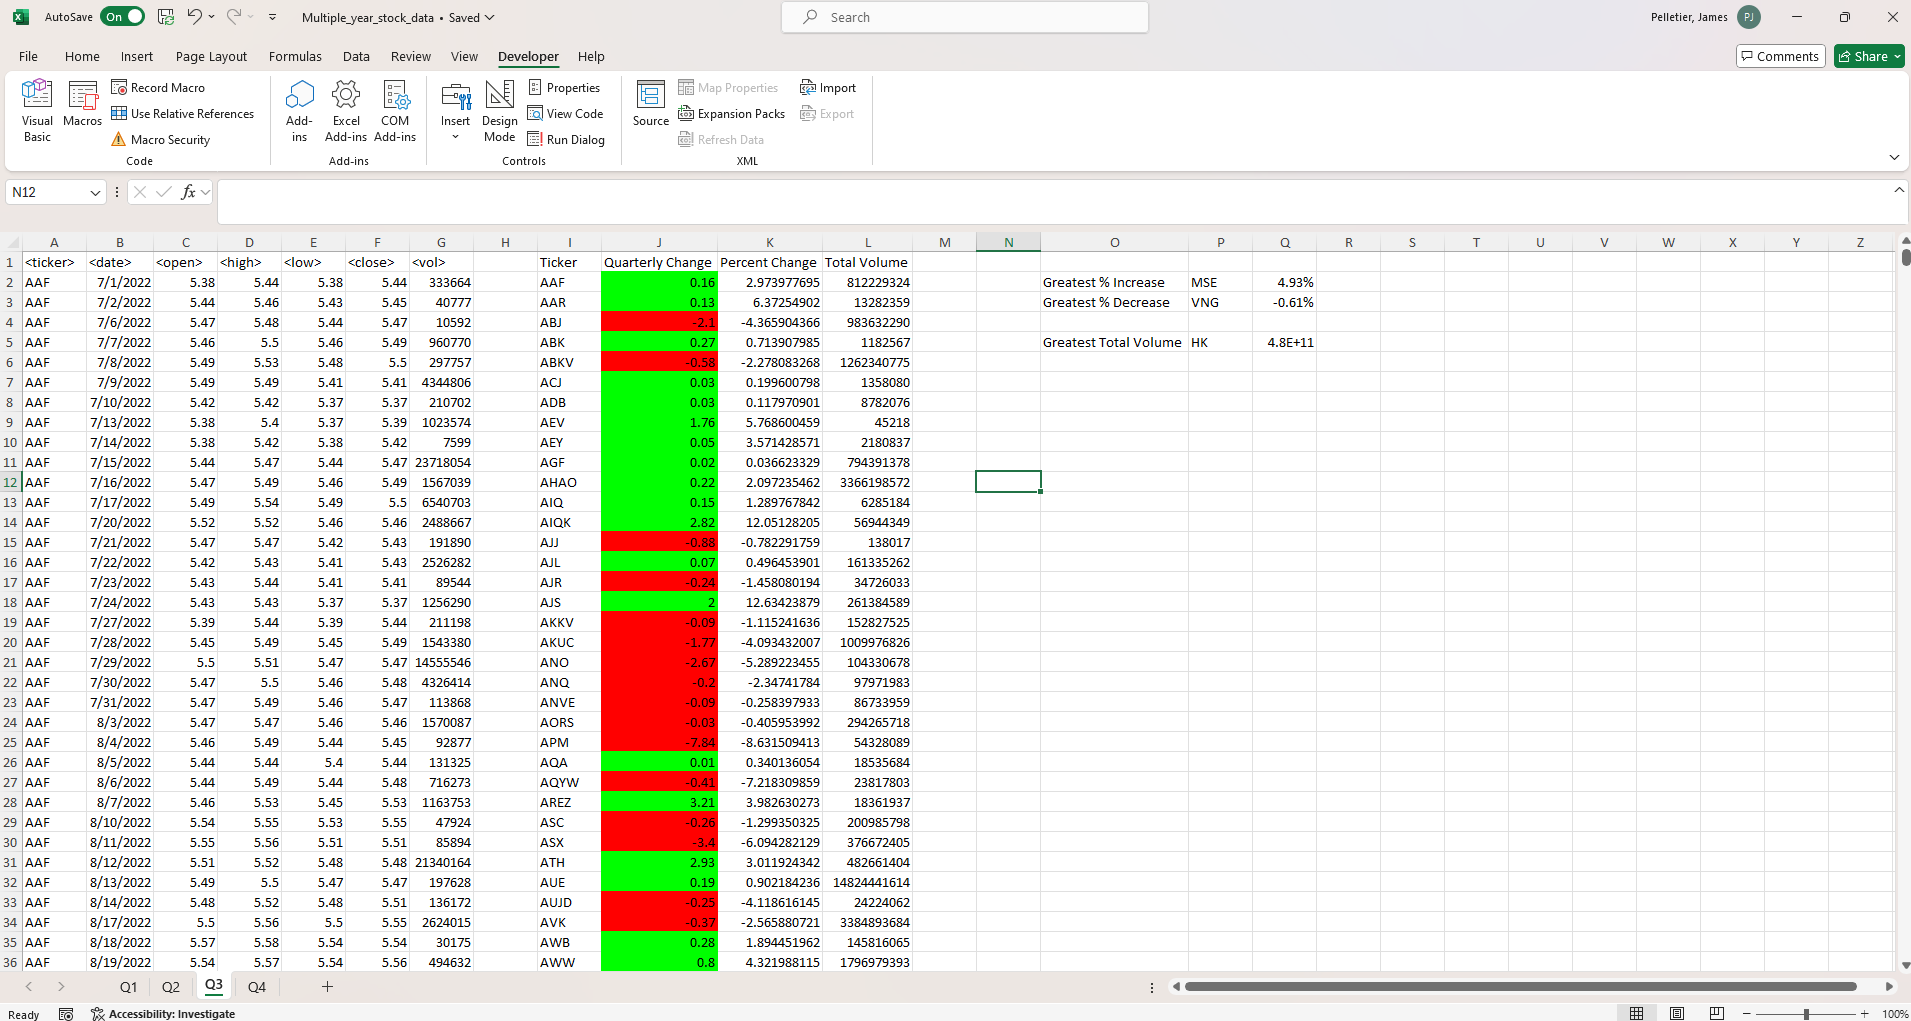 AutoSave On Multiple_year_stock_data • Saved Search Pelletier, James PJ
File Home Insert Page Layout Formulas Data Review View Developer Help Comments Share
Visual Basic Macros Record Macro Use Relative References Macro Security Code
Add-ins Excel Add-ins COM Add-ins Add-ins
Insert Design Mode Properties View Code Run Dialog Controls
Source Map Properties Expansion Packs Refresh Data Import Export XML
N12 fx
A B C D E F G H I J K L M N O P Q R S T U V W X Y Z
1 <ticker> <date> <open> <high> <low> <close> <vol> Ticker Quarterly Change Percent Change Total Volume
2 AAF 7/1/2022 5.38 5.44 5.38 5.44 333664 AAF 0.16 2.973977695 812229324 Greatest % Increase MSE 4.93%
3 AAF 7/2/2022 5.44 5.46 5.43 5.45 40777 AAR 0.13 6.37254902 13282359 Greatest % Decrease VNG -0.61%
4 AAF 7/6/2022 5.47 5.48 5.44 5.47 10592 ABJ -2.1 -4.365904366 983632290
5 AAF 7/7/2022 5.46 5.5 5.46 5.49 960770 ABK 0.27 0.713907985 1182567 Greatest Total Volume HK 4.8E+11
6 AAF 7/8/2022 5.49 5.53 5.48 5.5 297757 ABKV -0.58 -2.278083268 1262340775
7 AAF 7/9/2022 5.49 5.49 5.41 5.41 4344806 ACJ 0.03 0.199600798 1358080
8 AAF 7/10/2022 5.42 5.42 5.37 5.37 210702 ADB 0.03 0.117970901 8782076
9 AAF 7/13/2022 5.38 5.4 5.37 5.39 1023574 AEV 1.76 5.768600459 45218
10 AAF 7/14/2022 5.38 5.42 5.38 5.42 7599 AEY 0.05 3.571428571 2180837
11 AAF 7/15/2022 5.44 5.47 5.44 5.47 23718054 AGF 0.02 0.036623329 794391378
12 AAF 7/16/2022 5.47 5.49 5.46 5.49 1567039 AHAO 0.22 2.097235462 3366198572
13 AAF 7/17/2022 5.49 5.54 5.49 5.5 6540703 AIQ 0.15 1.289767842 6285184
14 AAF 7/20/2022 5.52 5.52 5.46 5.46 2488667 AIQK 2.82 12.05128205 56944349
15 AAF 7/21/2022 5.47 5.47 5.42 5.43 191890 AJJ -0.88 -0.782291759 138017
16 AAF 7/22/2022 5.42 5.43 5.41 5.43 2526282 AJL 0.07 0.496453901 161335262
17 AAF 7/23/2022 5.43 5.44 5.41 5.41 89544 AJR -0.24 -1.458080194 34726033
18 AAF 7/24/2022 5.43 5.43 5.37 5.37 1256290 AJS 2 12.63423879 261384589
19 AAF 7/27/2022 5.39 5.44 5.39 5.44 211198 AKKV -0.09 -1.115241636 152827525
20 AAF 7/28/2022 5.45 5.49 5.45 5.49 1543380 AKUC -1.77 -4.093432007 1009976826
21 AAF 7/29/2022 5.5 5.51 5.47 5.47 14555546 ANO -2.67 -5.289223455 104330678
22 AAF 7/30/2022 5.47 5.5 5.46 5.48 4326414 ANQ -0.2 -2.34741784 97971983
23 AAF 7/31/2022 5.47 5.49 5.46 5.47 113868 ANVE -0.09 -0.258397933 86733959
24 AAF 8/3/2022 5.47 5.47 5.46 5.46 1570087 AORS -0.03 -0.405953992 294265718
25 AAF 8/4/2022 5.46 5.49 5.44 5.45 92877 APM -7.84 -8.631509413 54328089
26 AAF 8/5/2022 5.44 5.44 5.4 5.44 131325 AQA 0.01 0.340136054 18535684
27 AAF 8/6/2022 5.44 5.49 5.44 5.48 716273 AQYW -0.41 -7.218309859 23817803
28 AAF 8/7/2022 5.46 5.53 5.45 5.53 1163753 AREZ 3.21 3.982630273 18361937
29 AAF 8/10/2022 5.54 5.55 5.53 5.55 47924 ASC -0.26 -1.299350325 200985798
30 AAF 8/11/2022 5.55 5.56 5.51 5.51 85894 ASX -3.4 -6.094282129 376672405
31 AAF 8/12/2022 5.51 5.52 5.48 5.48 21340164 ATH 2.93 3.011924342 482661404
32 AAF 8/13/2022 5.49 5.5 5.47 5.47 197628 AUE 0.19 0.902184236 14824441614
33 AAF 8/14/2022 5.48 5.52 5.48 5.51 136172 AUJD -0.25 -4.118616145 24224062
34 AAF 8/17/2022 5.5 5.56 5.5 5.55 2624015 AVK -0.37 -2.565880721 3384893684
35 AAF 8/18/2022 5.57 5.58 5.54 5.54 30175 AWB 0.28 1.894451962 145816065
36 AAF 8/19/2022 5.54 5.57 5.54 5.56 494632 AWW 0.8 4.321988115 1796979393
Q1 Q2 Q3 Q4
Ready Accessibility: Investigate 100%